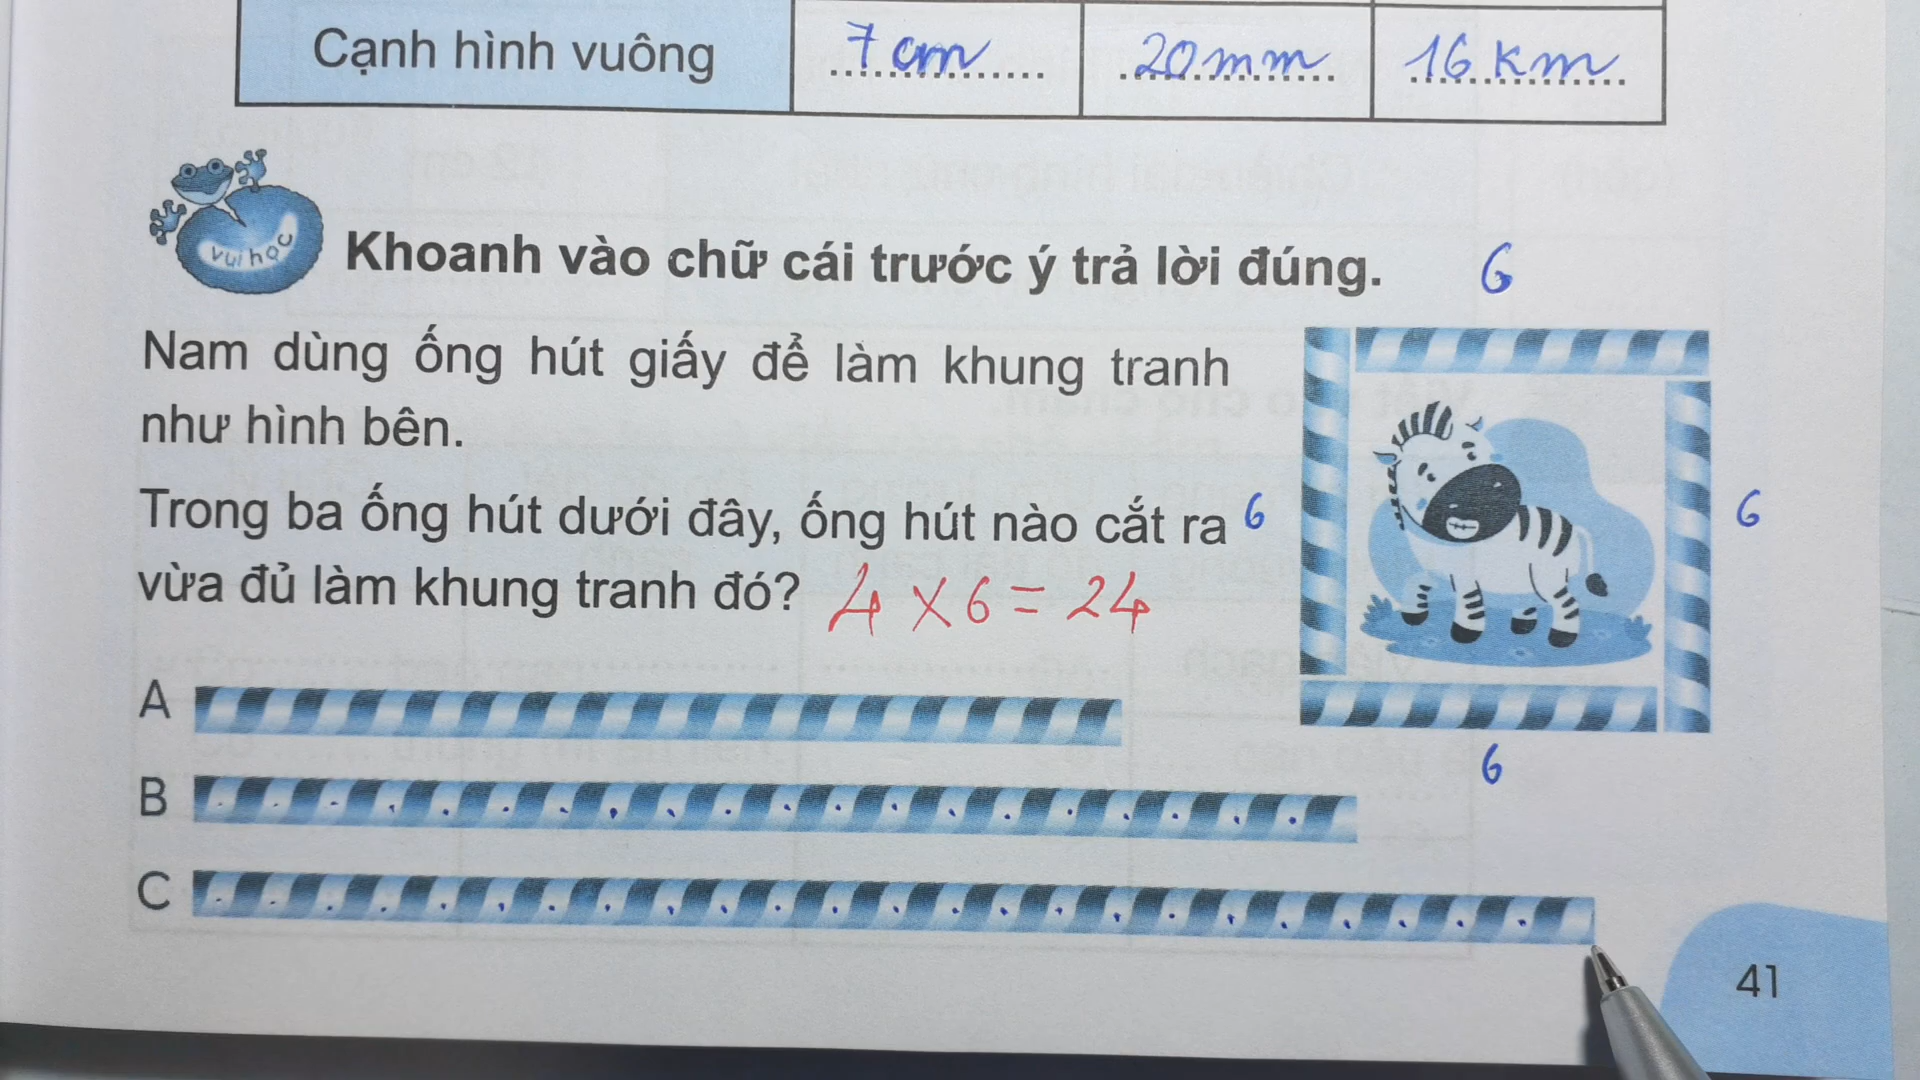 Cạnh hình vuông 7 cm 20 mm 16 km
vui học
Khoanh vào chữ cái trước ý trả lời đúng. 6
Nam dùng ống hút giấy để làm khung tranh
như hình bên.
Trong ba ống hút dưới đây, ống hút nào cắt ra 6 6
vừa đủ làm khung tranh đó? 4 x 6 = 24
A
6
B
C
41